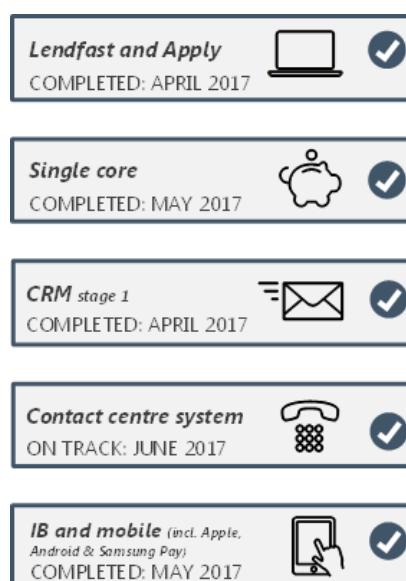 Lendfast and Apply
COMPLETED: APRIL 2017
Single core
COMPLETED: MAY 2017
CRM stage 1
COMPLETED: APRIL 2017
Contact centre system
ON TRACK: JUNE 2017
IB and mobile (incl. Apple,
Android & Samsung Pay)
COMPLETED: MAY 2017